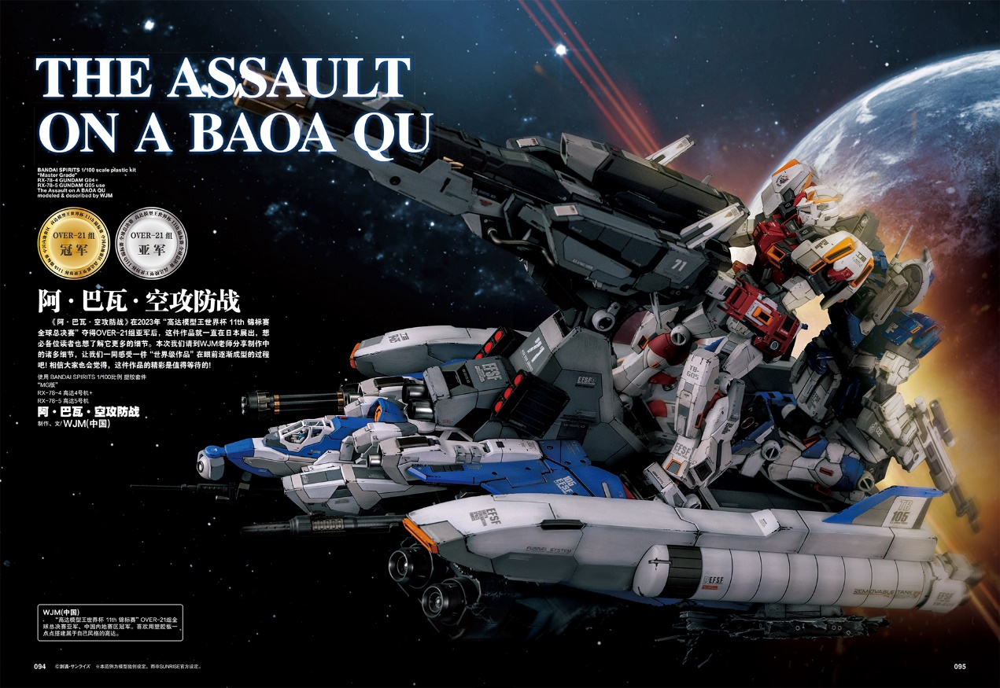 THE ASSAULT
ON A BAOA QU
BANDAI SPIRITS 1/100 scale plastic kit
"Master Grade"
RX-78-4 GUNDAM G04+
RX-78-5 GUNDAM G05 use
The Assault on A BAOA QU
modeled & described by WJM
OVER-21 组
冠军
OVER-21 组
亚军
阿·巴瓦·空攻防战
《阿·巴瓦·空攻防战》在2023年“高达模型王世界杯 11th 锦标赛
全球总决赛”夺得OVER-21组亚军后，这件作品就一直在日本展出，想
必各位读者也想了解它更多的细节。本次我们请到WJM老师分享制作中
的诸多细节，让我们一同感受一件“世界级作品”在眼前逐渐成型的过程
吧！相信大家也会觉得，这件作品的精彩是值得等待的！
使用 BANDAI SPIRITS 1/100比例 塑胶套件
“MG版”
RX-78-4 高达4号机+
RX-78-5 高达5号机
阿·巴瓦·空攻防战
制作、文/WJM(中国)
71
TB-
G05
EFSF
EFSF
EFSF
106
EFSF
EFSF
TB
105
FUNNEL SYSTEM
EFSF
REMOVABLE TANK
WJM(中国)
“高达模型王世界杯 11th 锦标赛”OVER-21组全
球总决赛亚军、中国内地赛区冠军。喜欢用塑胶板一
点点搭建属于自己风格的高达。
094 ©創通・サンライズ ※本范例为模型独创设定，而非SUNRISE官方设定。
095